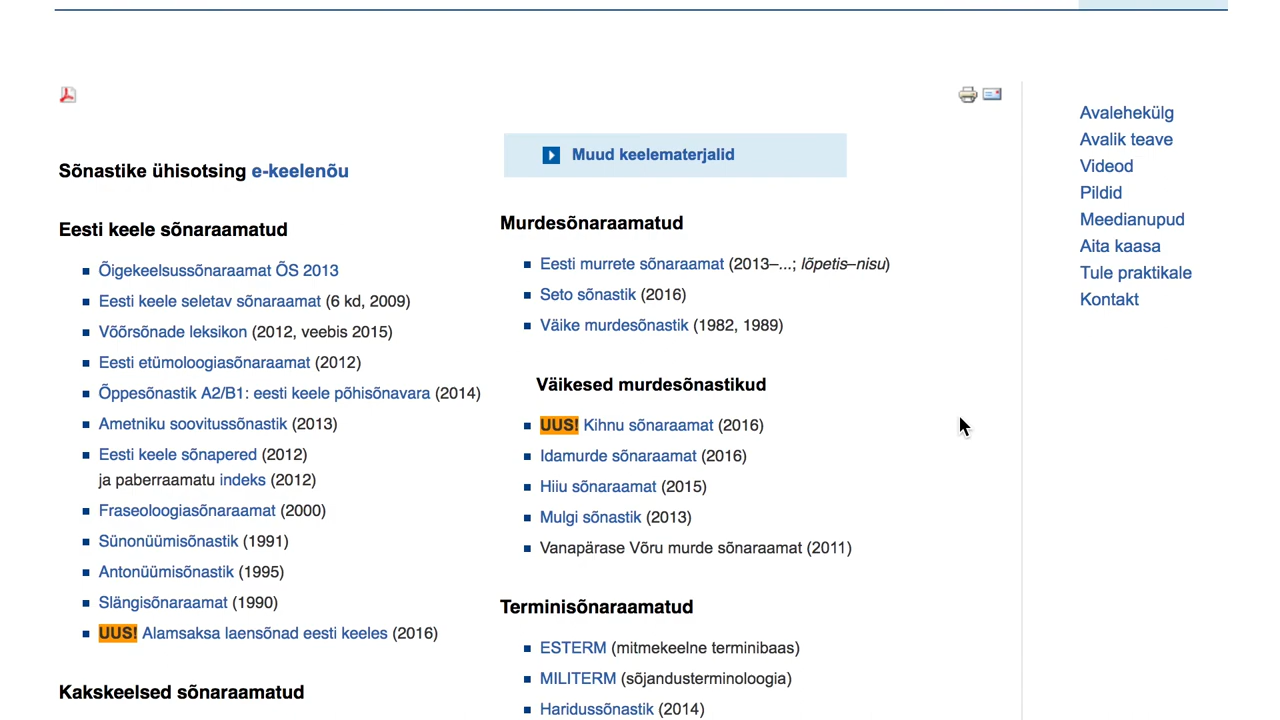 Sõnastike ühisotsing e-keelenõu
Eesti keele sõnaraamatud
Õigekeelsussõnaraamat ÕS 2013
Eesti keele seletav sõnaraamat (6 kd, 2009)
Võõrsõnade leksikon (2012, veebis 2015)
Eesti etümoloogiasõnaraamat (2012)
Õppesõnastik A2/B1: eesti keele põhisõnavara (2014)
Ametniku soovitussõnastik (2013)
Eesti keele sõnapered (2012)
ja paberraamatu indeks (2012)
Fraseoloogiasõnaraamat (2000)
Sünonüümisõnastik (1991)
Antonüümisõnastik (1995)
Slängisõnaraamat (1990)
UUS! Alamsaksa laensõnad eesti keeles (2016)
Kakskeelsed sõnaraamatud
Muud keelematerjalid
Murdesõnaraamatud
Eesti murrete sõnaraamat (2013–...; lõpetis–nisu)
Seto sõnastik (2016)
Väike murdesõnastik (1982, 1989)
Väikesed murdesõnastikud
UUS! Kihnu sõnaraamat (2016)
Idamurde sõnaraamat (2016)
Hiiu sõnaraamat (2015)
Mulgi sõnastik (2013)
Vanapärase Võru murde sõnaraamat (2011)
Terminisõnaraamatud
ESTERM (mitmekeelne terminibaas)
MILITERM (sõjandusterminoloogia)
Haridussõnastik (2014)
Avalehekülg
Avalik teave
Videod
Pildid
Meedianupud
Aita kaasa
Tule praktikale
Kontakt